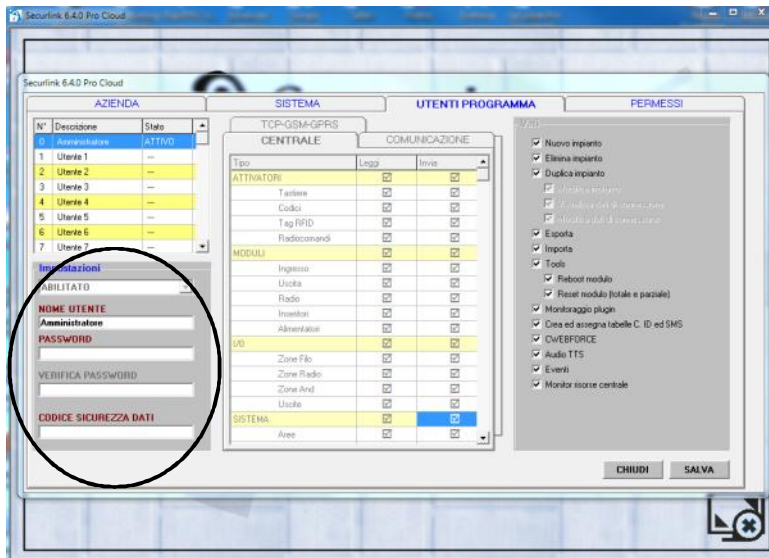 Securlink 6.4.0 Pro Cloud
Securlink 6.4.0 Pro Cloud
AZIENDA
SISTEMA
UTENTI PROGRAMMA
PERMESSI
N° Descrizione Stato
0 Amministratore ATTIVO
1 Utente 1 ---
2 Utente 2 ---
3 Utente 3 ---
4 Utente 4 ---
5 Utente 5 ---
6 Utente 6 ---
7 Utente 7 ---
Impostazioni
ABILITATO
NOME UTENTE
Amministratore
PASSWORD
VERIFICA PASSWORD
CODICE SICUREZZA DATI
TCP-GSM-GPRS
CENTRALE
COMUNICAZIONE
Tipo Leggi Invia
ATTIVATORI
Tastiere
Codici
Tag RFID
Radiocomandi
MODULI
Ingresso
Uscita
Radio
Inseritori
Alimentatori
I/O
Zone Filo
Zone Radio
Zone And
Uscite
SISTEMA
Aree
Nuovo impianto
Elimina impianto
Duplica impianto
Modifica impianto
Esporta
Importa
Tools
Reboot modulo
Reset modulo (totale e parziale)
Monitoraggio plugin
Crea ed assegna tabelle C. ID ed SMS
CWEBFORCE
Audio TTS
Eventi
Monitor risorse centrale
CHIUDI
SALVA